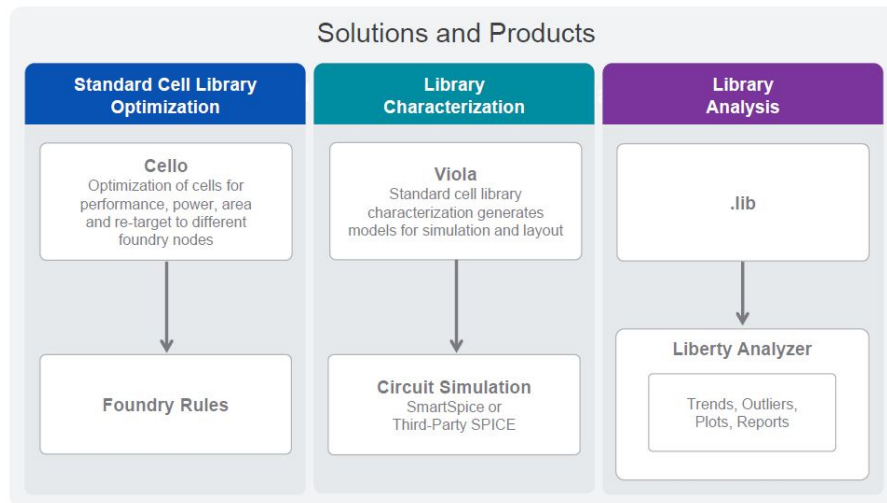 Solutions and Products
Standard Cell Library
Optimization
Cello
Optimization of cells for
performance, power, area
and re-target to different
foundry nodes
Foundry Rules
Library
Characterization
Viola
Standard cell library
characterization generates
models for simulation and layout
Circuit Simulation
SmartSpice or
Third-Party SPICE
Library
Analysis
.lib
Liberty Analyzer
Trends, Outliers,
Plots, Reports